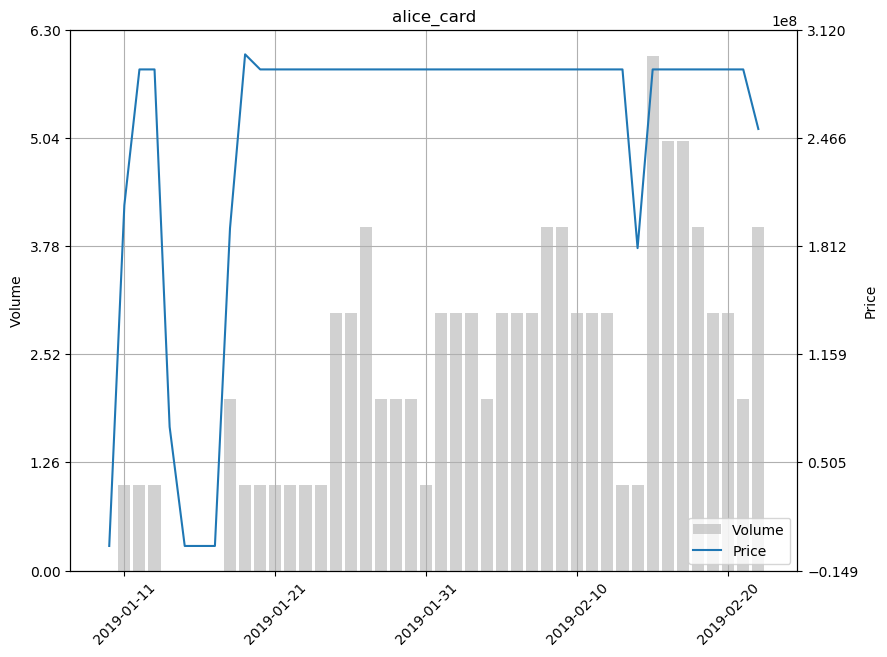 alice_card
1e8
6.30
5.04
3.78
2.52
1.26
0.00
Volume
3.120
2.466
1.812
1.159
0.505
−0.149
Price
Volume
Price
2019-01-11
2019-01-21
2019-01-31
2019-02-10
2019-02-20